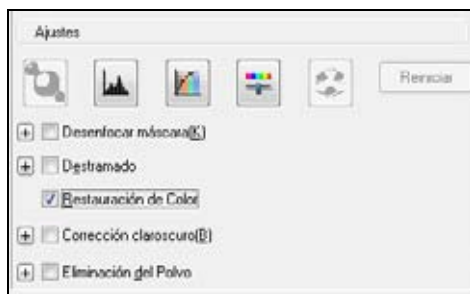 Ajustes
Reiniciar
Desenfocar máscara(K)
Destramado
Restauración de Color
Corrección claroscuro(B)
Eliminación del Polvo